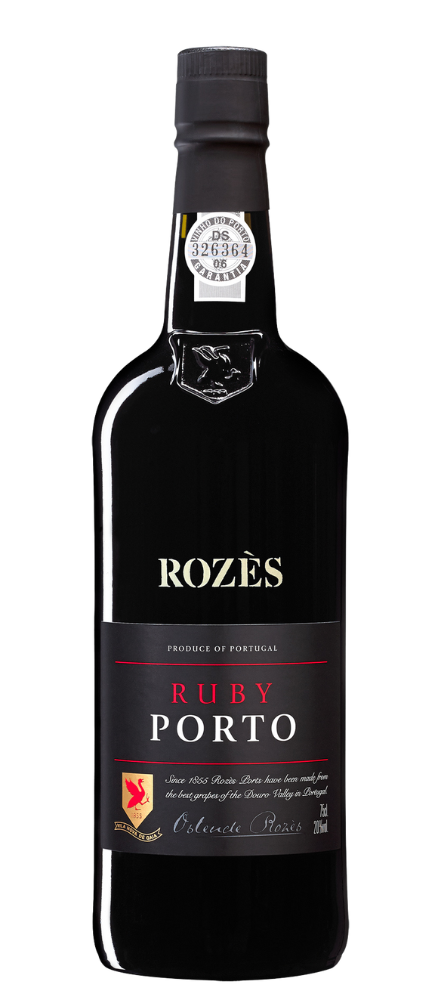 VINHO DO PORTO
DS
326364
06
GARANTIA
ROZÈS
PRODUCE OF PORTUGAL
RUBY
PORTO
Since 1855 Rozès Ports have been made from
the best grapes of the Douro Valley in Portugal.
1855
VILA NOVA DE GAIA
Ostende Rozès
75cl.
20%vol.